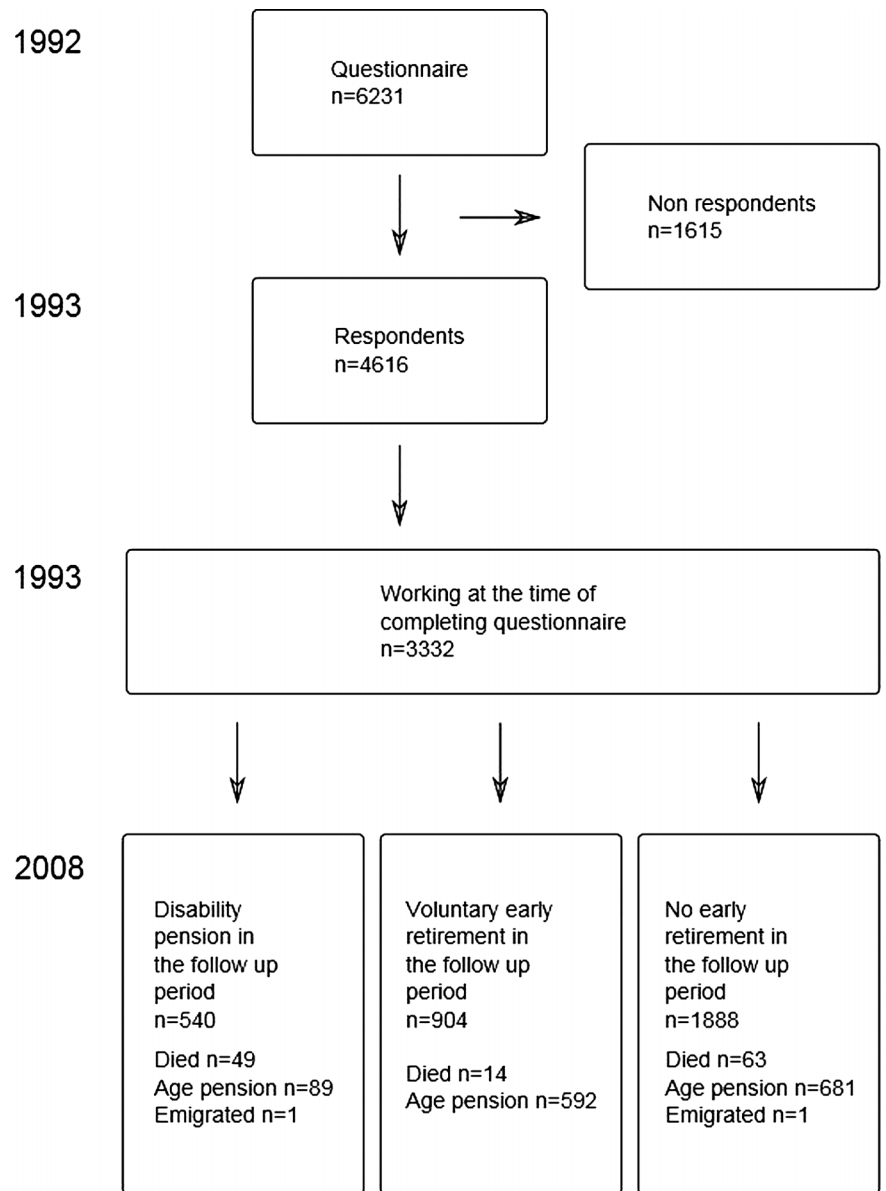 1992
Questionnaire
n=6231
Non respondents
n=1615
1993
Respondents
n=4616
1993
Working at the time of
completing questionnaire
n=3332
2008
Disability
pension in
the follow up
period
n=540
Died n=49
Age pension n=89
Emigrated n=1
Voluntary early
retirement in
the follow up
period
n=904
Died n=14
Age pension n=592
No early
retirement in
the follow up
period
n=1888
Died n=63
Age pension n=681
Emigrated n=1